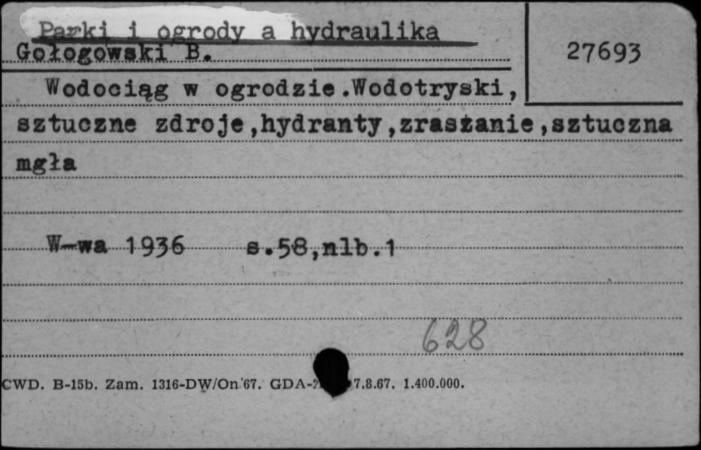 Parki i ogrody a hydraulika
Gołogowski B.
27693
Wodociąg w ogrodzie.Wodotryski,
sztuczne zdroje,hydranty,zraszanie,sztuczna
mgła
W-wa 1936 s.58,nlb.1
628
CWD. B-15b. Zam. 1316-DW/On 67. GDA- 7.8.67. 1.400.000.